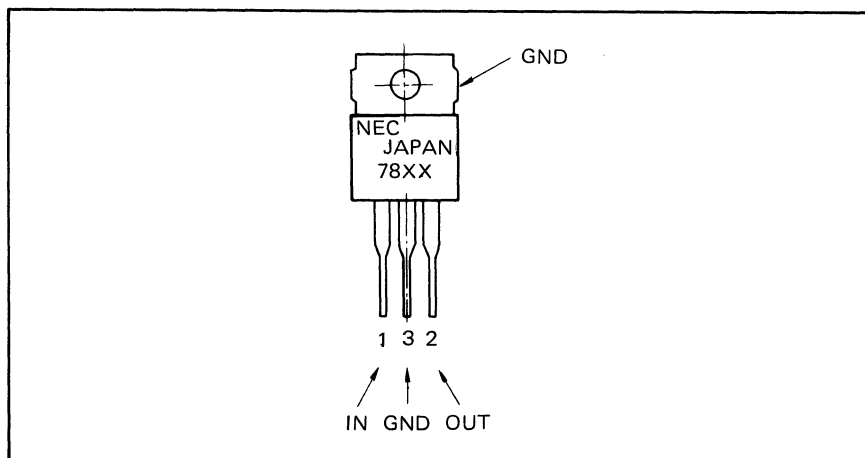 GND
NEC
JAPAN
78XX
1 3 2
IN GND OUT